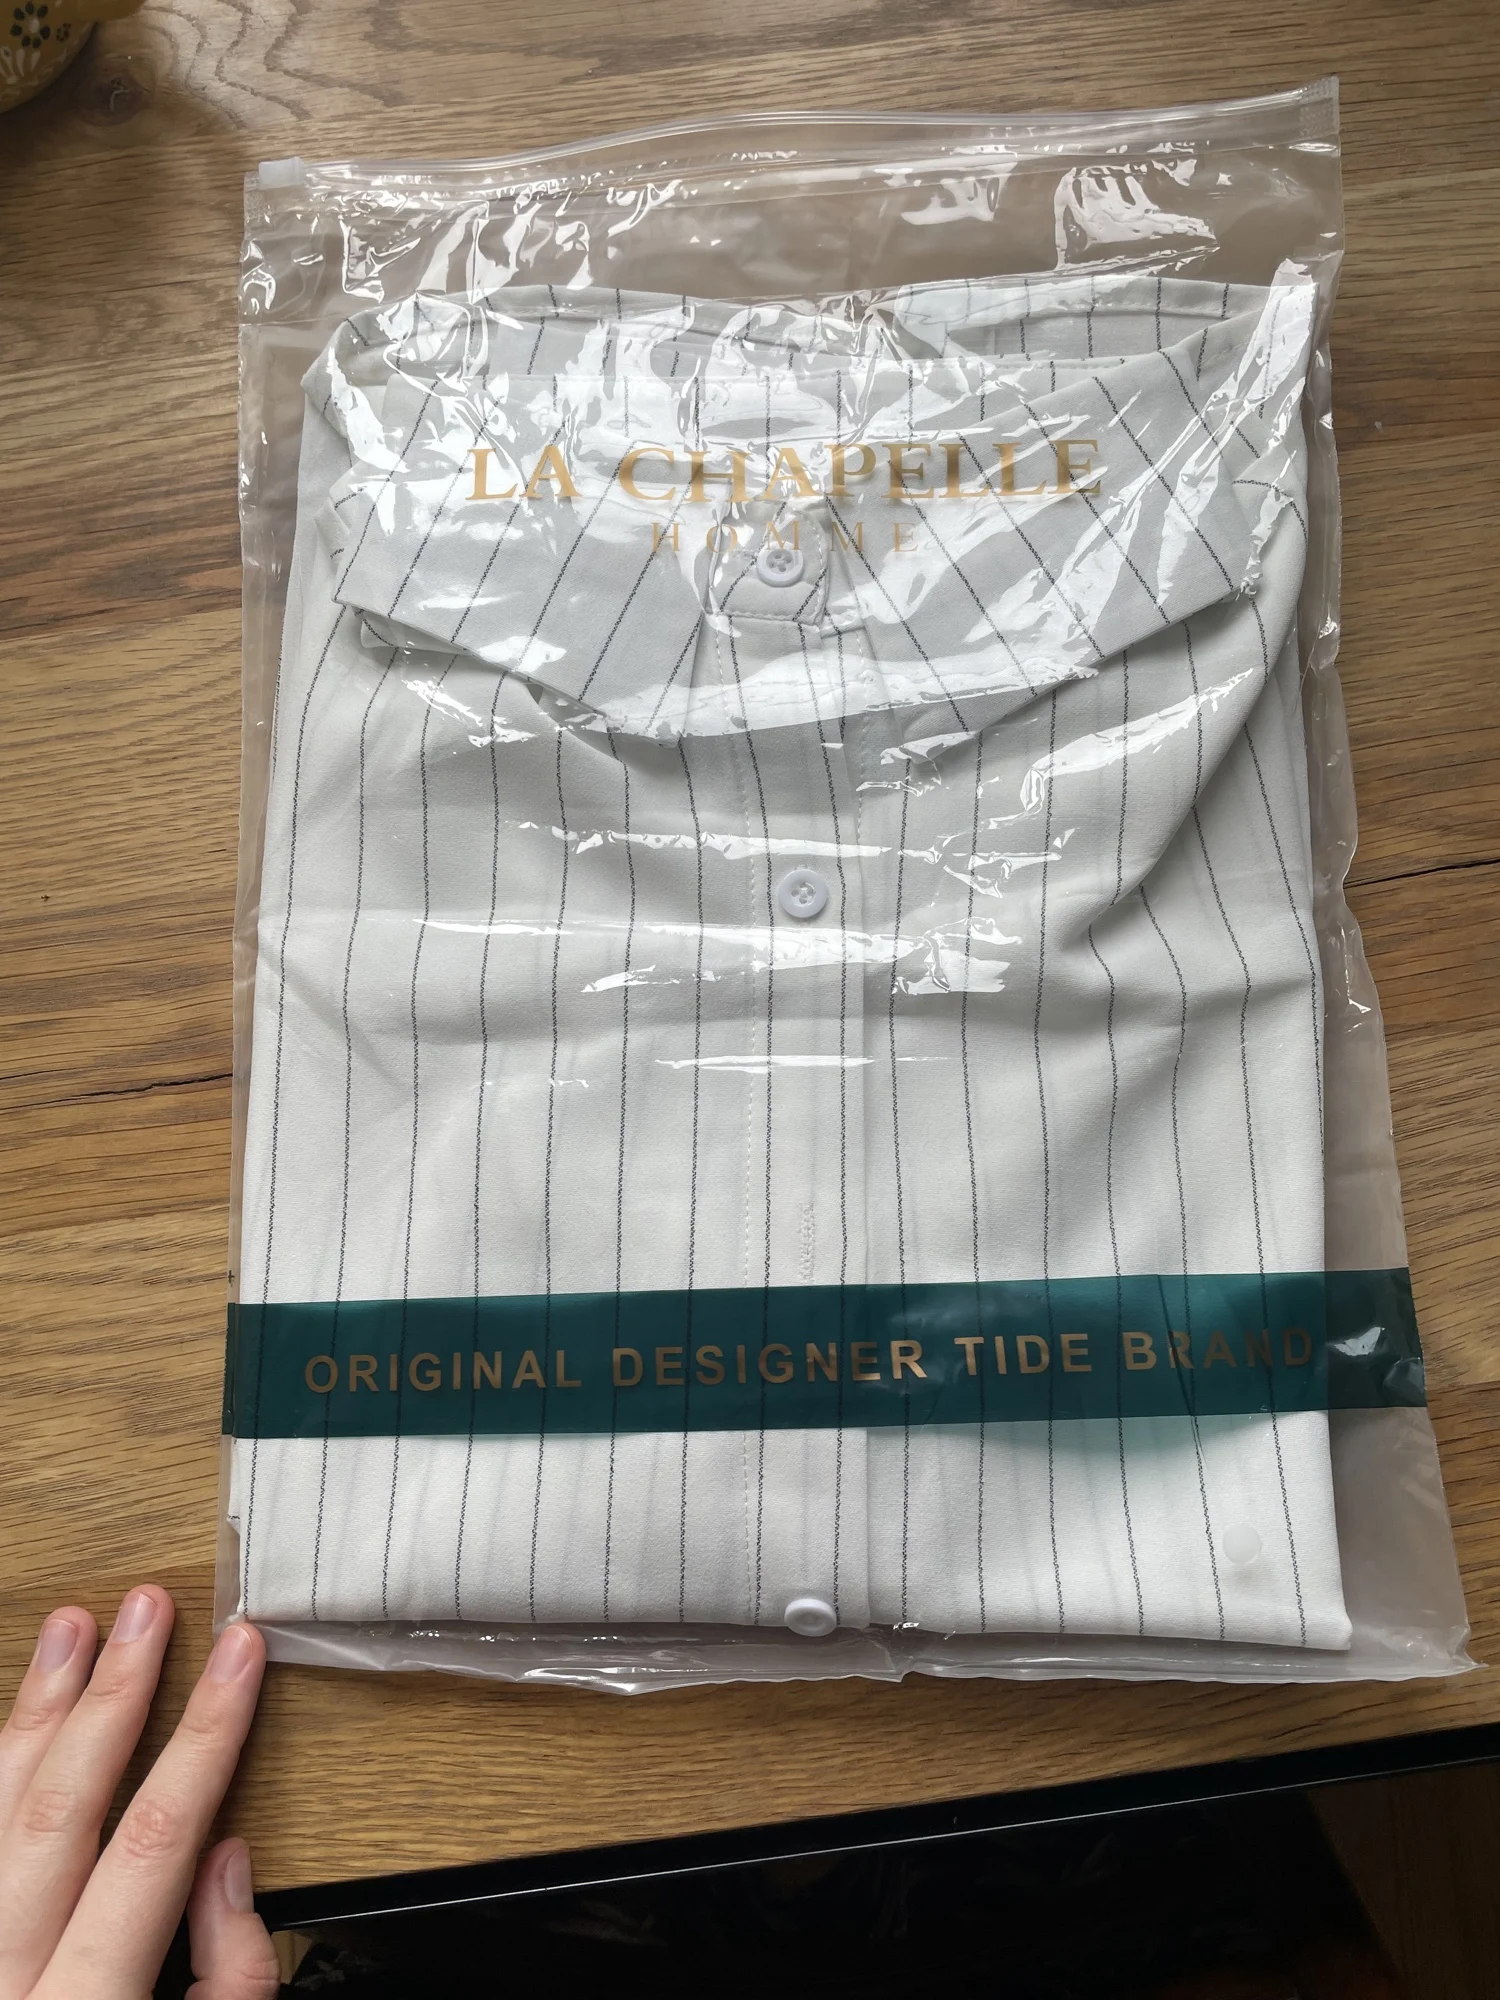 LA CHAPELLE
HOMME
ORIGINAL DESIGNER TIDE BRAND